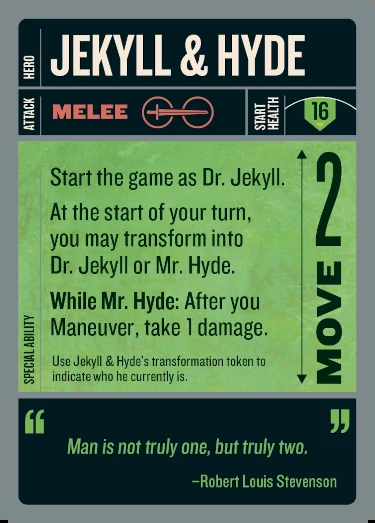 HERO
JEKYLL & HYDE
ATTACK
MELEE
START
HEALTH
16
SPECIAL ABILITY
Start the game as Dr. Jekyll.
At the start of your turn,
you may transform into
Dr. Jekyll or Mr. Hyde.
While Mr. Hyde: After you
Maneuver, take 1 damage.
Use Jekyll & Hyde's transformation token to
indicate who he currently is.
MOVE 2
“ ”
Man is not truly one, but truly two.
–Robert Louis Stevenson